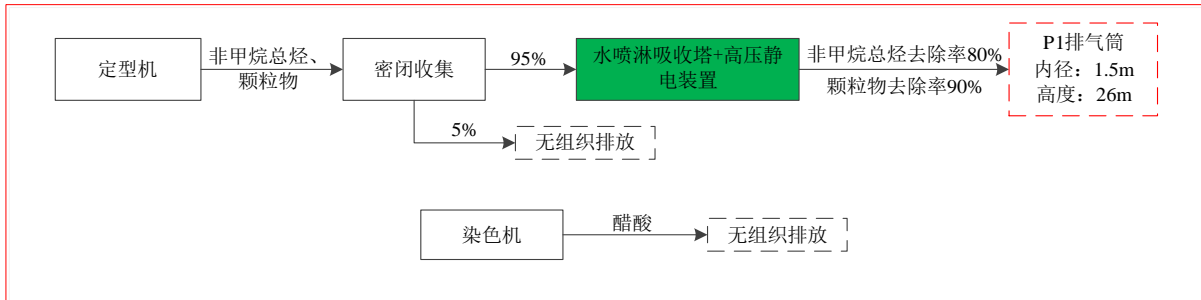 定型机
非甲烷总烃、
颗粒物
密闭收集
95%
水喷淋吸收塔+高压静
电装置
非甲烷总烃去除率80%
颗粒物去除率90%
P1排气筒
内径：1.5m
高度：26m
5%
无组织排放
染色机
醋酸
无组织排放